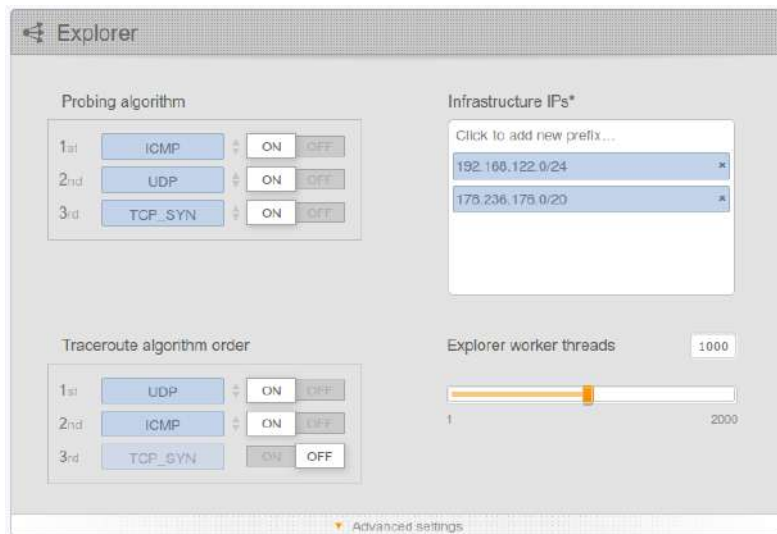 Explorer
Probing algorithm
1st ICMP ON OFF
2nd UDP ON OFF
3rd TCP_SYN ON OFF
Infrastructure IPs*
Click to add new prefix...
192.168.122.0/24
178.236.176.0/20
Traceroute algorithm order
1st UDP ON OFF
2nd ICMP ON OFF
3rd TCP_SYN ON OFF
Explorer worker threads 1000
1 2000
Advanced settings